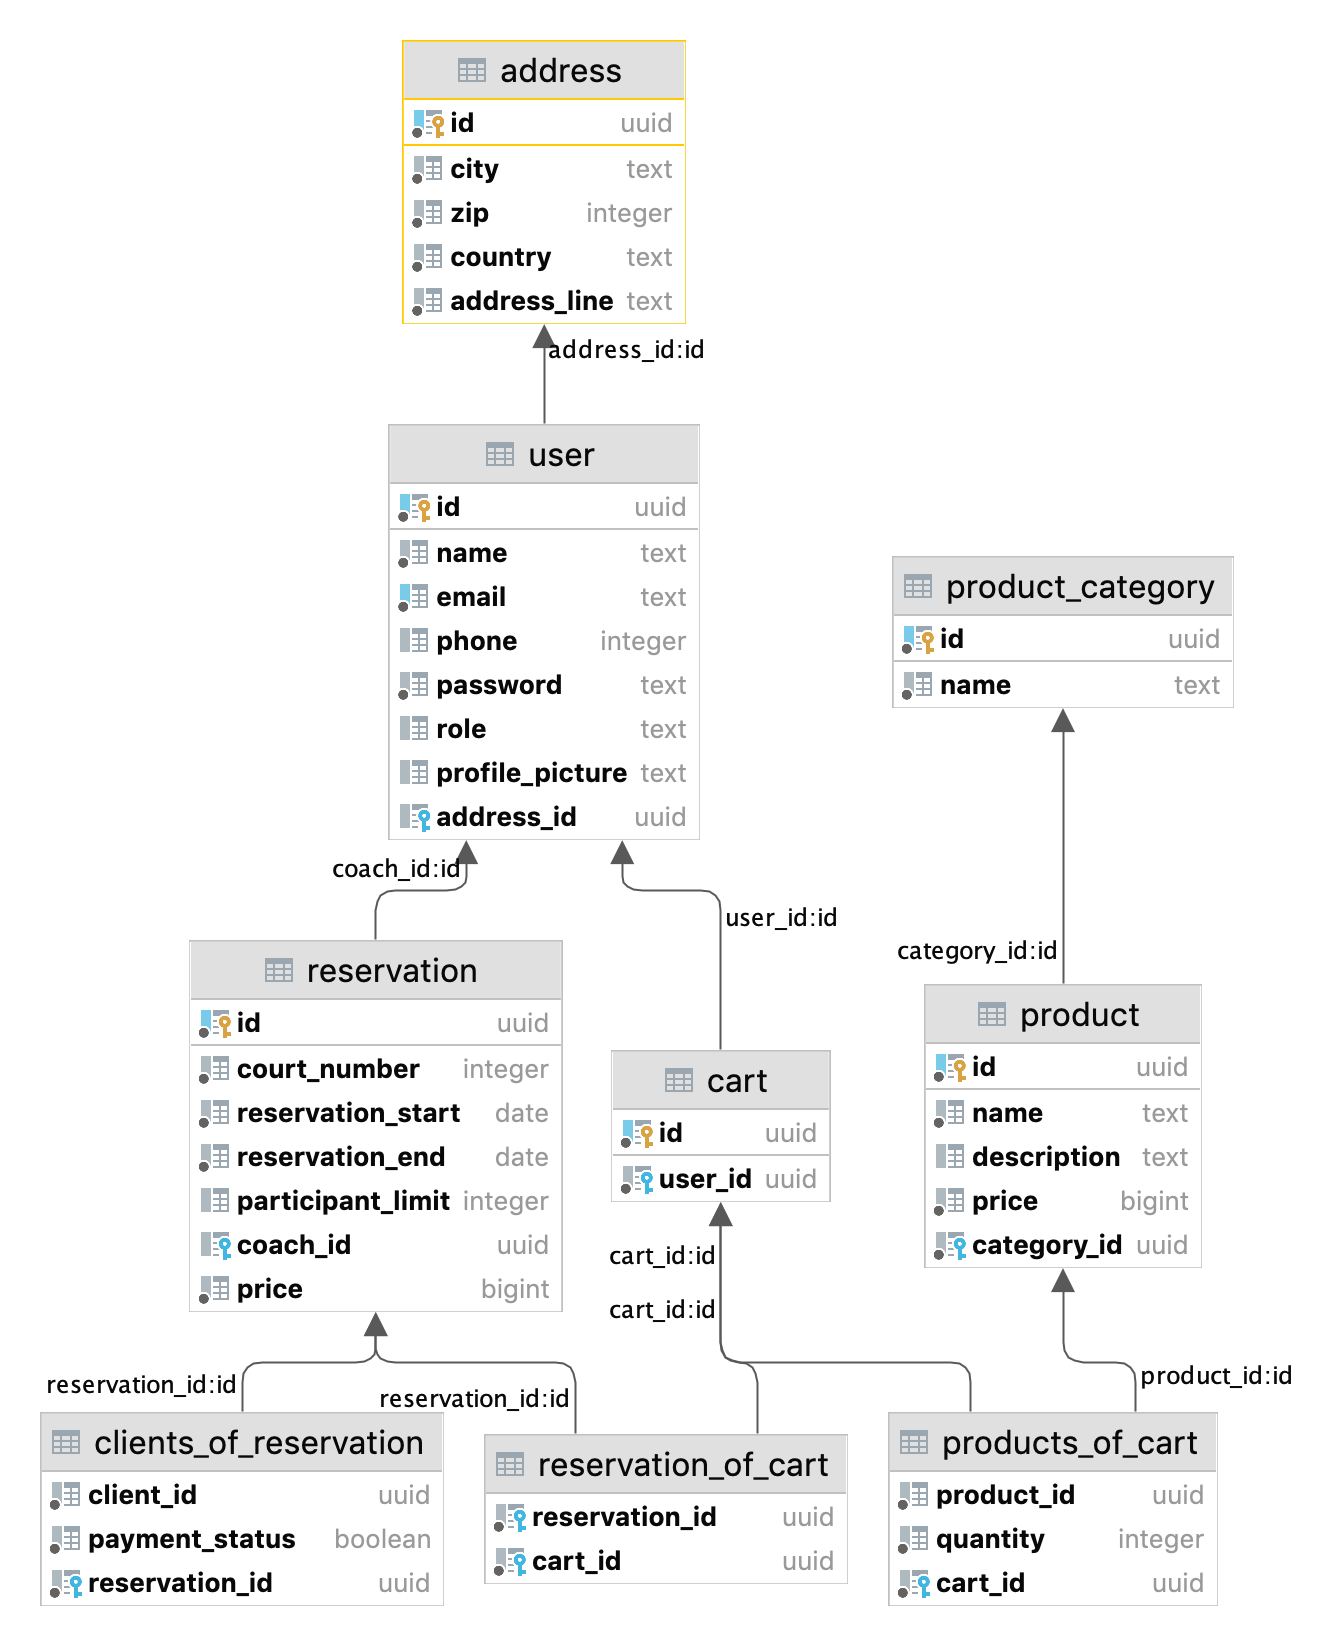 address
id uuid
city text
zip integer
country text
address_line text
address_id:id
user
id uuid
name text
email text
phone integer
password text
role text
profile_picture text
address_id uuid
product_category
id uuid
name text
coach_id:id
user_id:id
category_id:id
reservation
id uuid
court_number integer
reservation_start date
reservation_end date
participant_limit integer
coach_id uuid
price bigint
cart
id uuid
user_id uuid
product
id uuid
name text
description text
price bigint
category_id uuid
cart_id:id
cart_id:id
reservation_id:id
reservation_id:id
product_id:id
clients_of_reservation
client_id uuid
payment_status boolean
reservation_id uuid
reservation_of_cart
reservation_id uuid
cart_id uuid
products_of_cart
product_id uuid
quantity integer
cart_id uuid